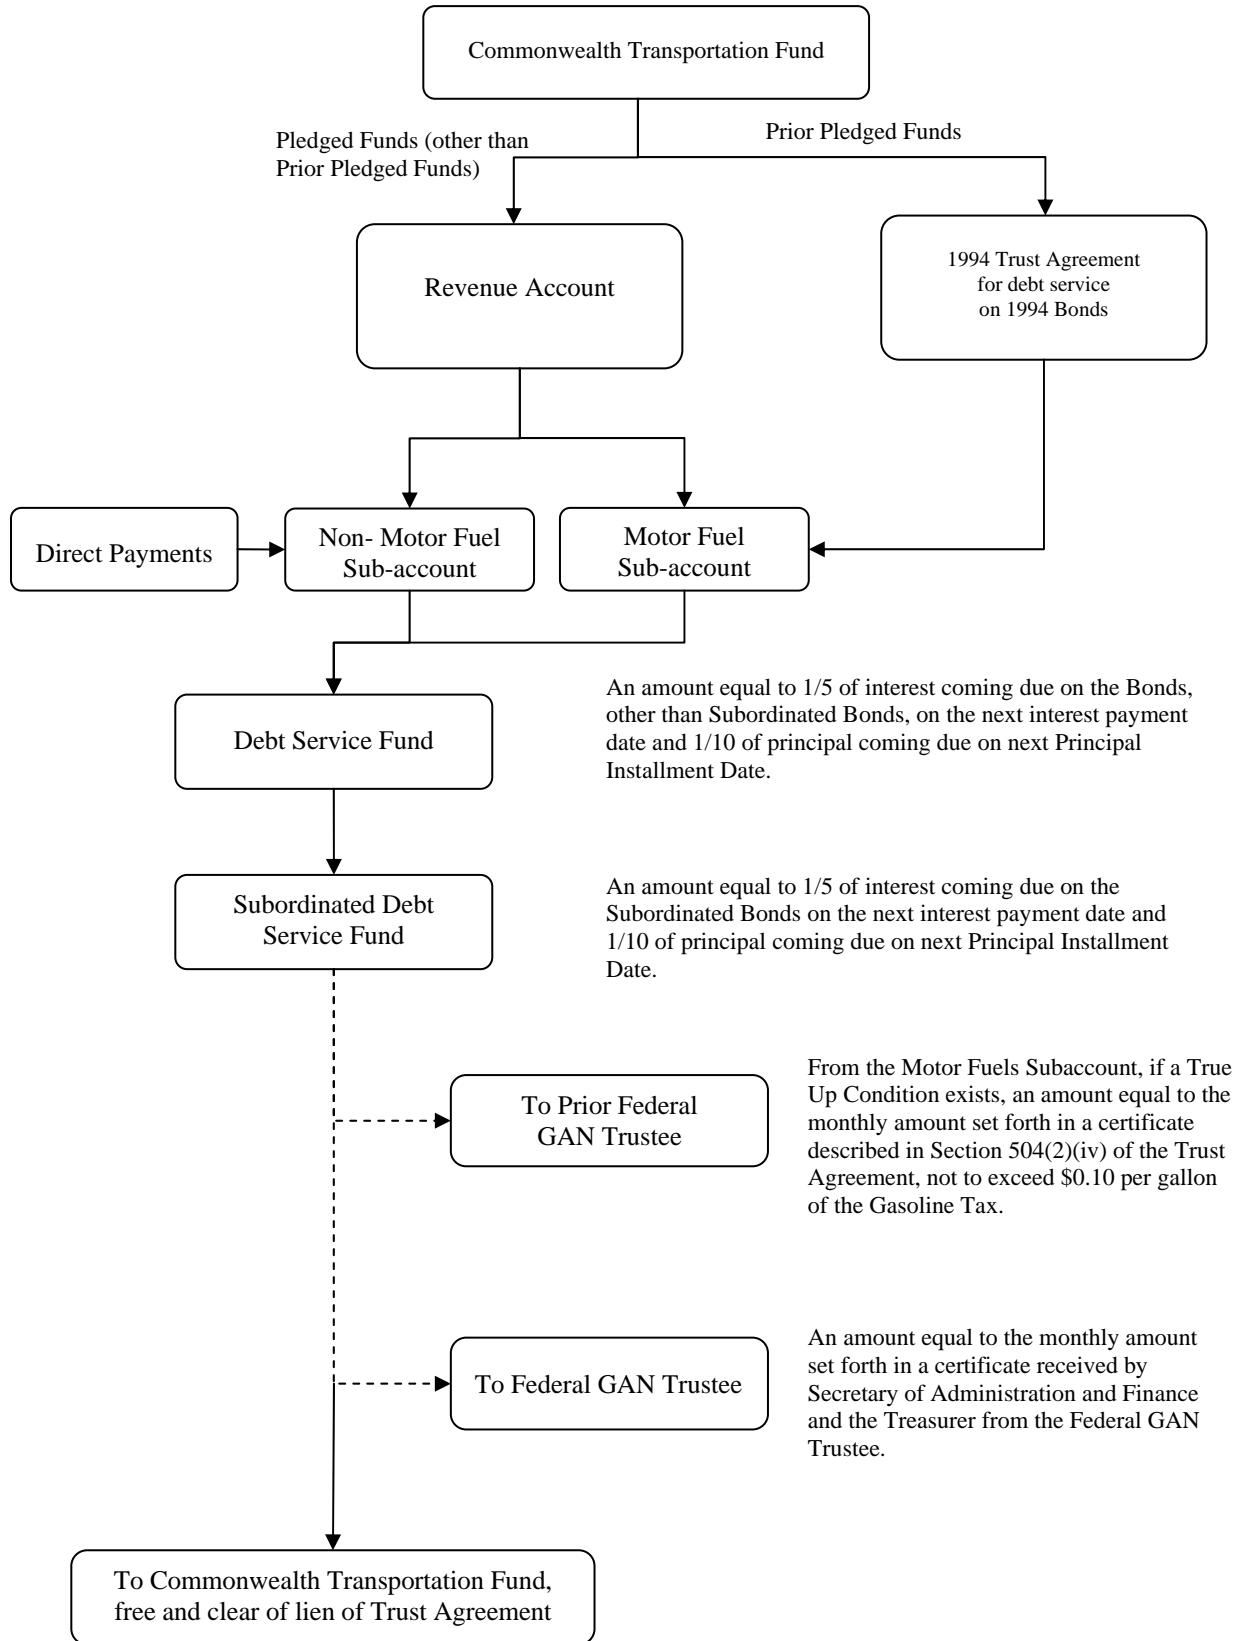 Commonwealth Transportation Fund
Pledged Funds (other than
Prior Pledged Funds)
Prior Pledged Funds
Revenue Account
1994 Trust Agreement
for debt service
on 1994 Bonds
Direct Payments
Non- Motor Fuel
Sub-account
Motor Fuel
Sub-account
Debt Service Fund
An amount equal to 1/5 of interest coming due on the Bonds,
other than Subordinated Bonds, on the next interest payment
date and 1/10 of principal coming due on next Principal
Installment Date.
Subordinated Debt
Service Fund
An amount equal to 1/5 of interest coming due on the
Subordinated Bonds on the next interest payment date and
1/10 of principal coming due on next Principal Installment
Date.
To Prior Federal
GAN Trustee
From the Motor Fuels Subaccount, if a True
Up Condition exists, an amount equal to the
monthly amount set forth in a certificate
described in Section 504(2)(iv) of the Trust
Agreement, not to exceed $0.10 per gallon
of the Gasoline Tax.
To Federal GAN Trustee
An amount equal to the monthly amount
set forth in a certificate received by
Secretary of Administration and Finance
and the Treasurer from the Federal GAN
Trustee.
To Commonwealth Transportation Fund,
free and clear of lien of Trust Agreement